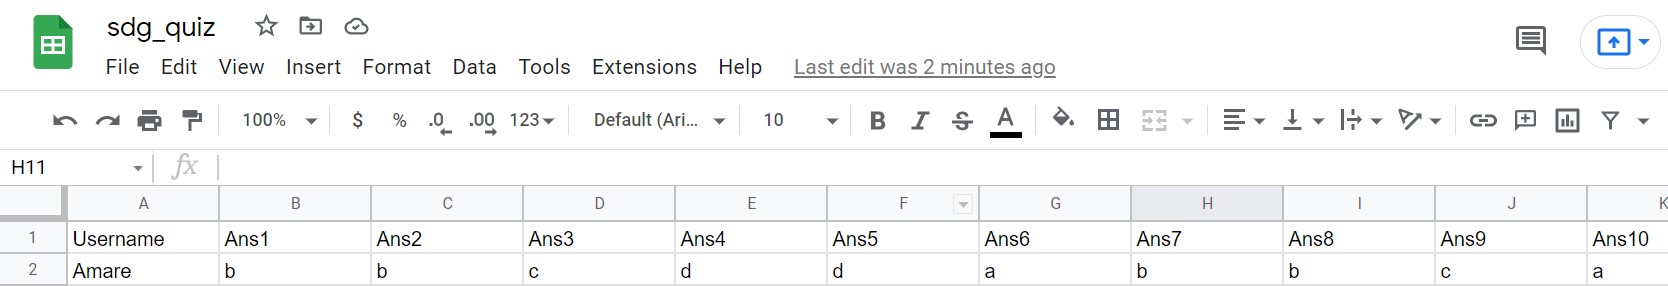 sdg_quiz
File Edit View Insert Format Data Tools Extensions Help Last edit was 2 minutes ago
100% $ % .0 .00 123 Default (Ari... 10 B I S A
H11 fx
A B C D E F G H I J K
1 Username Ans1 Ans2 Ans3 Ans4 Ans5 Ans6 Ans7 Ans8 Ans9 Ans10
2 Amare b b c d d a b b c a